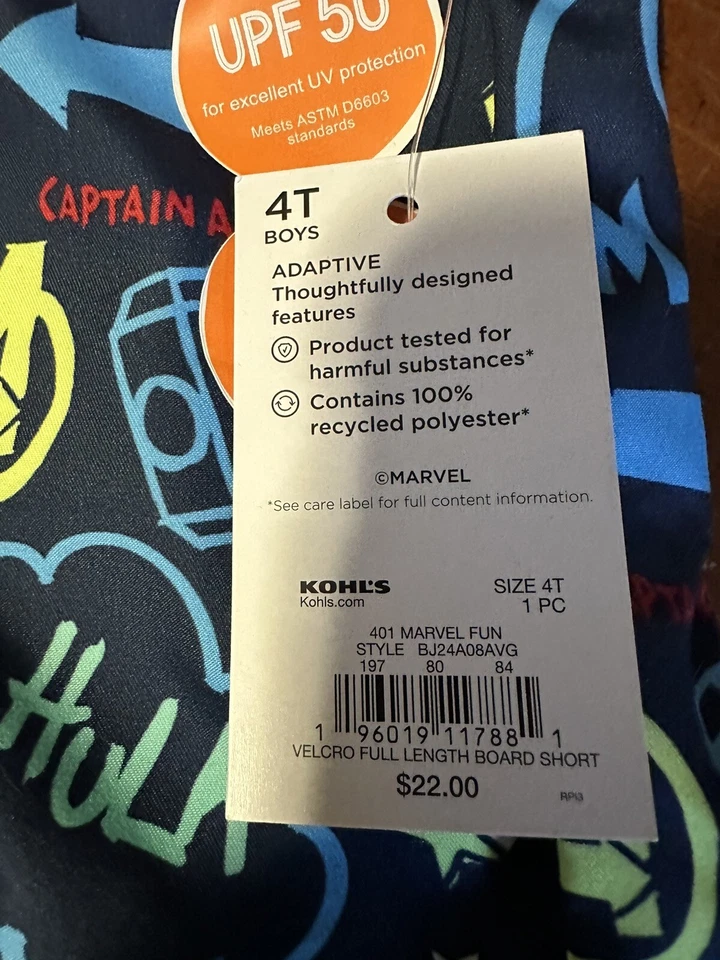 UPF 50
for excellent UV protection
Meets ASTM D6603
standards
CAPTAIN A
4T
BOYS
ADAPTIVE
Thoughtfully designed
features
Product tested for
harmful substances*
Contains 100%
recycled polyester*
©MARVEL
*See care label for full content information.
KOHL'S
Kohls.com
SIZE 4T
1 PC
401 MARVEL FUN
STYLE BJ24A08AVG
197 80 84
1 96019 11788 1
VELCRO FULL LENGTH BOARD SHORT
$22.00
RPI3
HULK